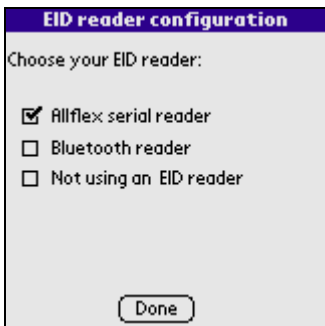 EID reader configuration
Choose your EID reader:
Allflex serial reader
Bluetooth reader
Not using an EID reader
Done